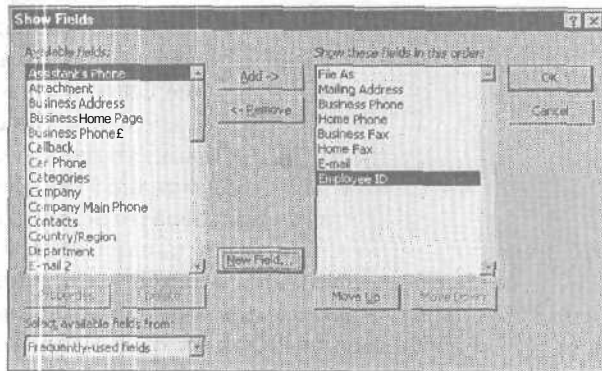 Show Fields
Available fields:
Assistant's Phone
Attachment
Business Address
Business Home Page
Business Phone £
Callback
Car Phone
Categories
Company
Company Main Phone
Contacts
Country/Region
Department
E-mail 2
Properties
Delete
Select available fields from:
Frequently-used fields
Add ->
<- Remove
New Field...
Show these fields in this order:
File As
Mailing Address
Business Phone
Home Phone
Business Fax
Home Fax
E-mail
Employee ID
Move Up
Move Down
OK
Cancel